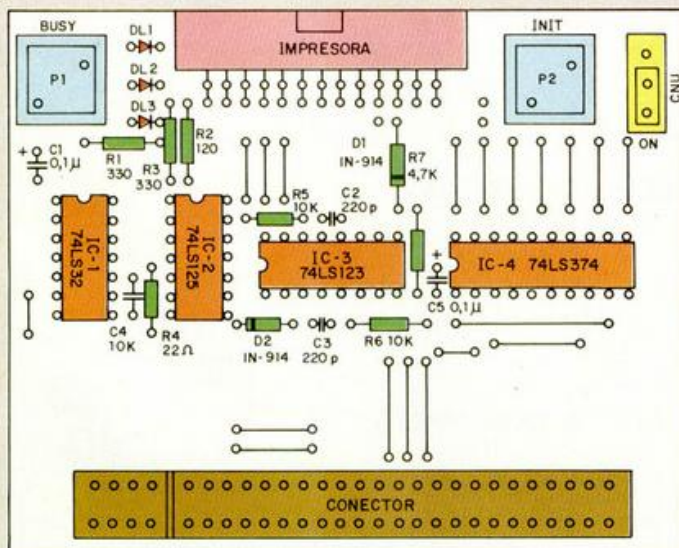 BUSY
DL1
DL2
DL3
P1
IMPRESORA
INIT
P2
CNU
ON
C1
+
0,1µ
R1
330
R3
330
R2
120
D1
IN-914
R7
4,7K
R5
10K
C2
220p
IC-1
74LS32
IC-2
74LS125
IC-3
74LS123
IC-4 74LS374
+
C5 0,1µ
C4
10K
R4
22Ω
D2
IN-914
C3
220p
R6 10K
CONECTOR